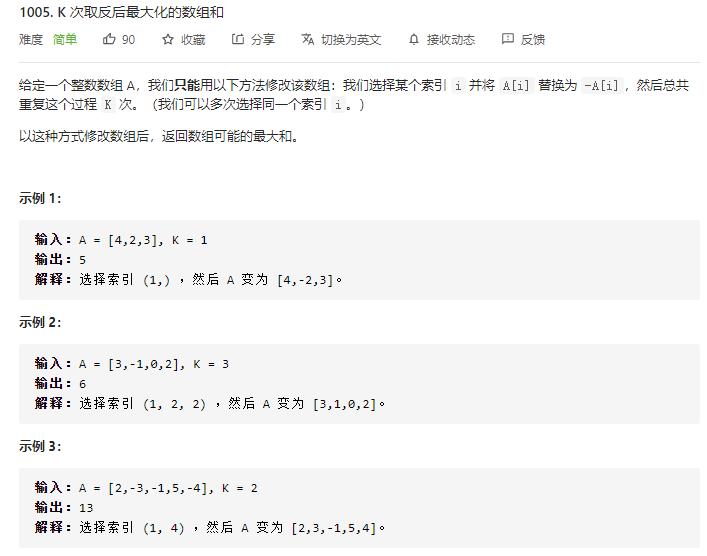 1005. K 次取反后最大化的数组和
难度 简单 90 收藏 分享 切换为英文 接收动态 反馈
给定一个整数数组 A，我们只能用以下方法修改该数组：我们选择某个索引 i 并将 A[i] 替换为 -A[i]，然后总共
重复这个过程 K 次。（我们可以多次选择同一个索引 i。）
以这种方式修改数组后，返回数组可能的最大和。
示例 1：
输入：A = [4,2,3], K = 1
输出：5
解释：选择索引 (1,) ，然后 A 变为 [4,-2,3]。
示例 2：
输入：A = [3,-1,0,2], K = 3
输出：6
解释：选择索引 (1, 2, 2) ，然后 A 变为 [3,1,0,2]。
示例 3：
输入：A = [2,-3,-1,5,-4], K = 2
输出：13
解释：选择索引 (1, 4) ，然后 A 变为 [2,3,-1,5,4]。